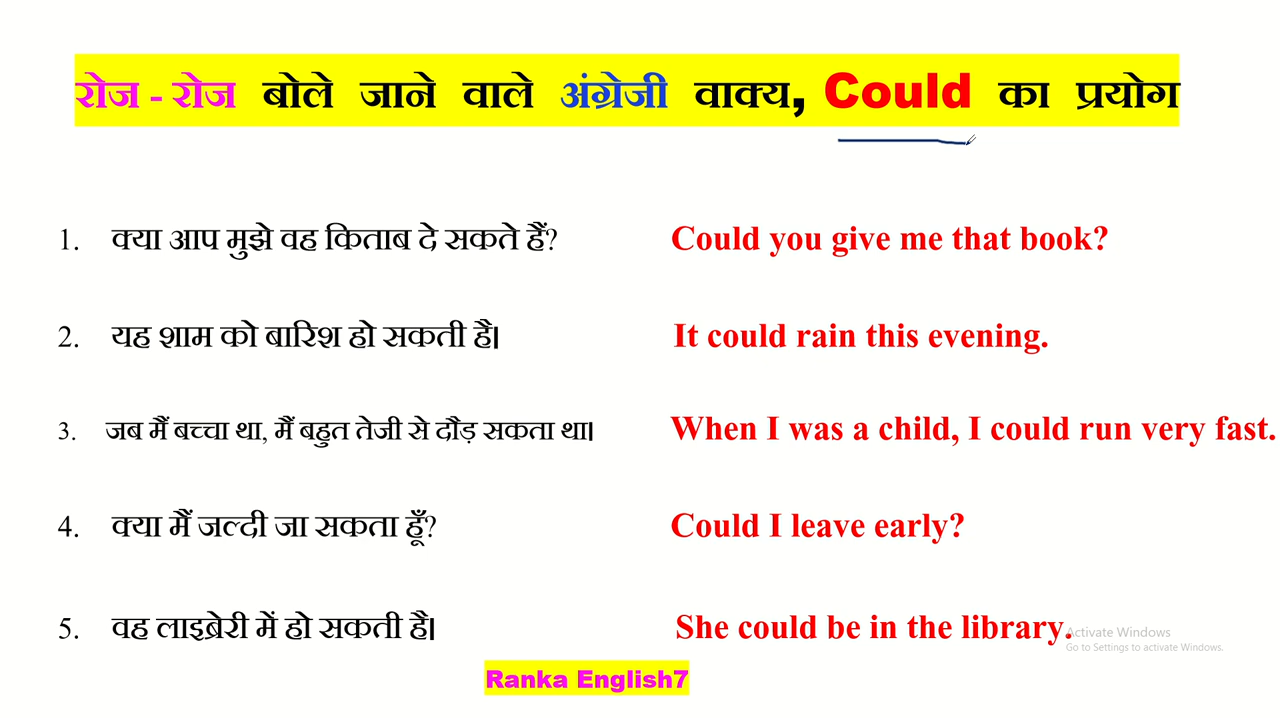 रोज - रोज बोले जाने वाले अंग्रेजी वाक्य, Could का प्रयोग
1. क्या आप मुझे वह किताब दे सकते हैं? Could you give me that book?
2. यह शाम को बारिश हो सकती है। It could rain this evening.
3. जब मैं बच्चा था, मैं बहुत तेजी से दौड़ सकता था। When I was a child, I could run very fast.
4. क्या मैं जल्दी जा सकता हूँ? Could I leave early?
5. वह लाइब्रेरी में हो सकती है। She could be in the library.
Activate Windows
Go to Settings to activate Windows.
Ranka English7